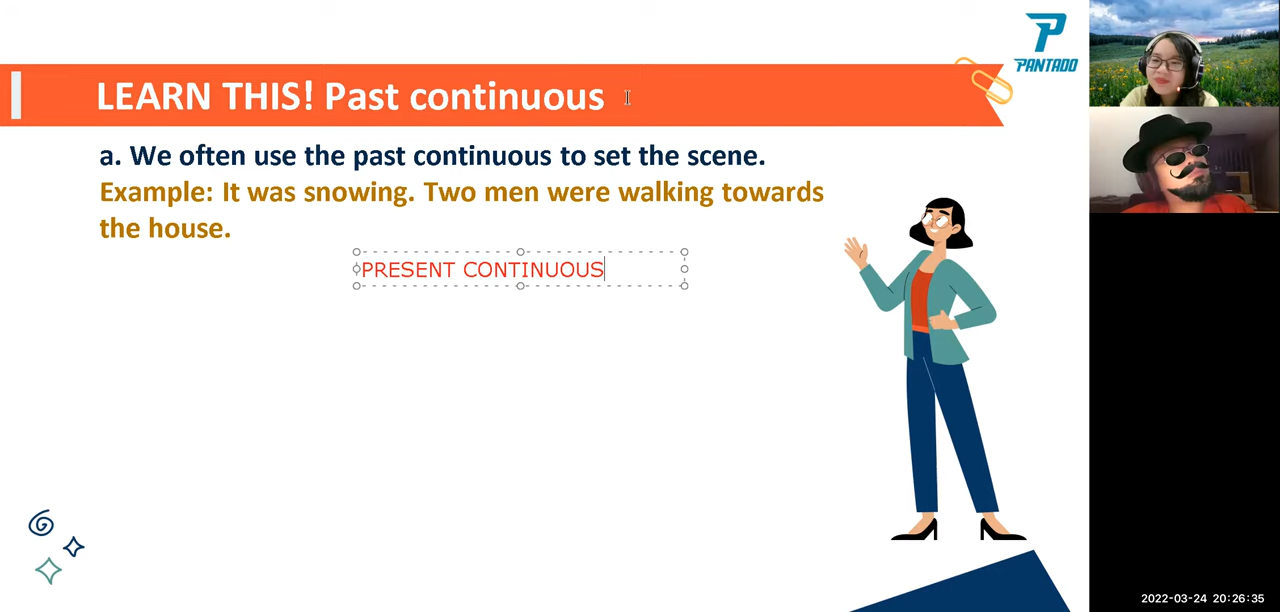 PANTADO
LEARN THIS! Past continuous
a. We often use the past continuous to set the scene.
Example: It was snowing. Two men were walking towards
the house.
PRESENT CONTINUOUS
2022-03-24 20:26:35